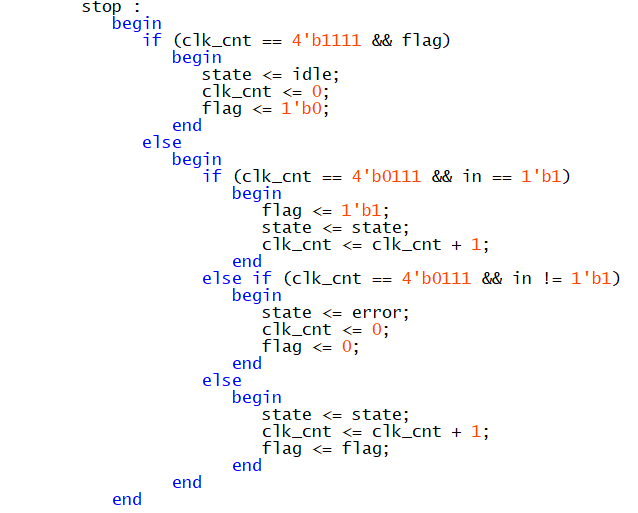 stop :
begin
if (clk_cnt == 4'b1111 && flag)
begin
state <= idle;
clk_cnt <= 0;
flag <= 1'b0;
end
else
begin
if (clk_cnt == 4'b0111 && in == 1'b1)
begin
flag <= 1'b1;
state <= state;
clk_cnt <= clk_cnt + 1;
end
else if (clk_cnt == 4'b0111 && in != 1'b1)
begin
state <= error;
clk_cnt <= 0;
flag <= 0;
end
else
begin
state <= state;
clk_cnt <= clk_cnt + 1;
flag <= flag;
end
end
end